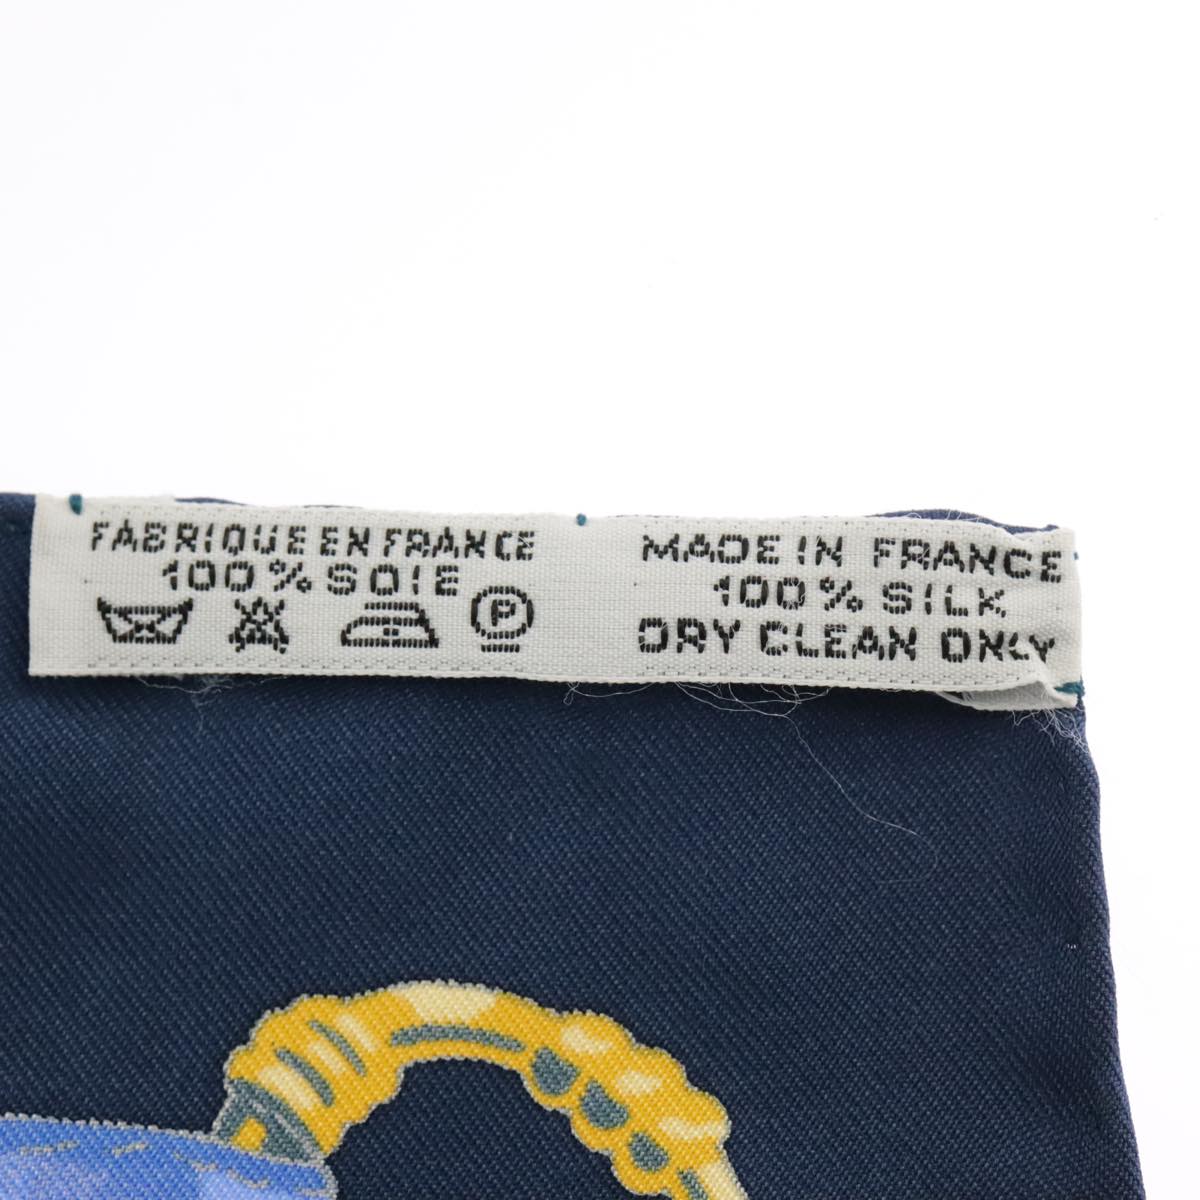 FABRIQUE EN FRANCE
100% SOIE
P
MADE IN FRANCE
100% SILK
DRY CLEAN ONLY